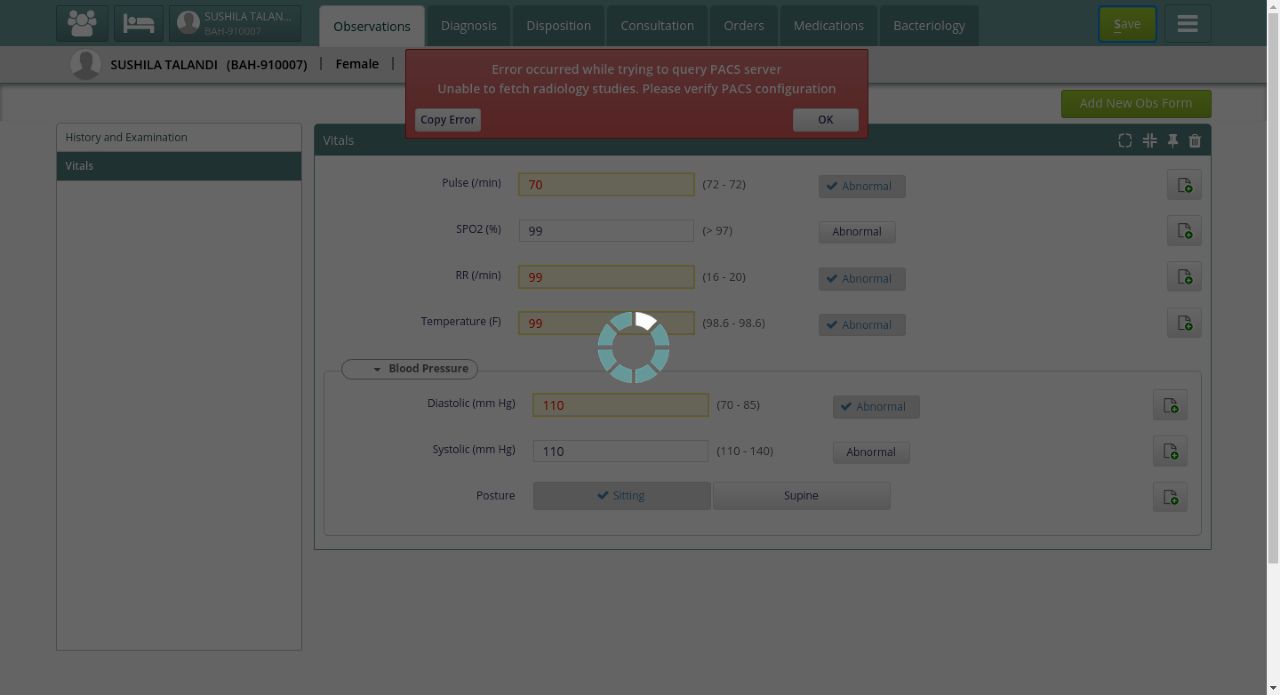 SUSHILA TALAN...
BAH-910007
Observations
Diagnosis
Disposition
Consultation
Orders
Medications
Bacteriology
Save
SUSHILA TALANDI (BAH-910007) | Female |
Error occurred while trying to query PACS server
Unable to fetch radiology studies. Please verify PACS configuration
Copy Error
OK
Add New Obs Form
History and Examination
Vitals
Vitals
Pulse (/min) 70 (72 - 72) Abnormal
SPO2 (%) 99 (> 97) Abnormal
RR (/min) 99 (16 - 20) Abnormal
Temperature (F) 99 (98.6 - 98.6) Abnormal
Blood Pressure
Diastolic (mm Hg) 110 (70 - 85) Abnormal
Systolic (mm Hg) 110 (110 - 140) Abnormal
Posture Sitting Supine